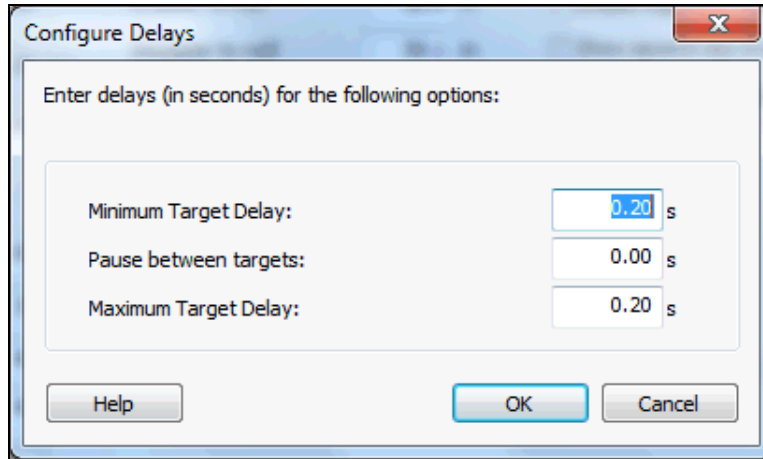 Configure Delays
Enter delays (in seconds) for the following options:
Minimum Target Delay: 0.20 s
Pause between targets: 0.00 s
Maximum Target Delay: 0.20 s
Help OK Cancel